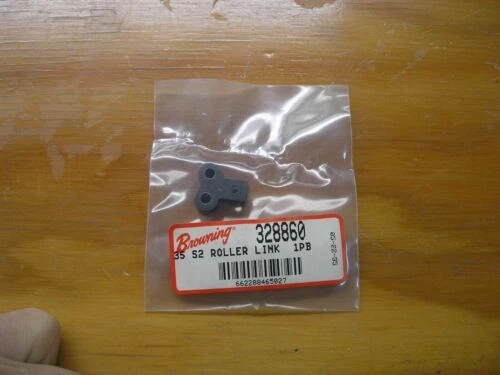 Browning 328860
35 S2 ROLLER LINK 1PB
662288465027